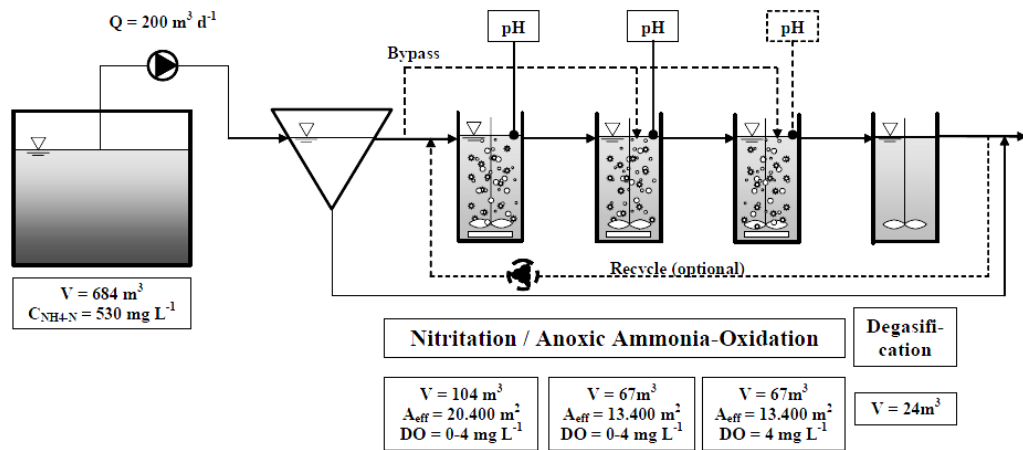 Q = 200 m³ d⁻¹
pH
pH
pH
Bypass
Recycle (optional)
V = 684 m³
C_NH4-N = 530 mg L⁻¹
Nitritation / Anoxic Ammonia-Oxidation
Degasifi-
cation
V = 104 m³
A_eff = 20.400 m²
DO = 0-4 mg L⁻¹
V = 67m³
A_eff = 13.400 m²
DO = 0-4 mg L⁻¹
V = 67m³
A_eff = 13.400 m²
DO = 4 mg L⁻¹
V = 24m³